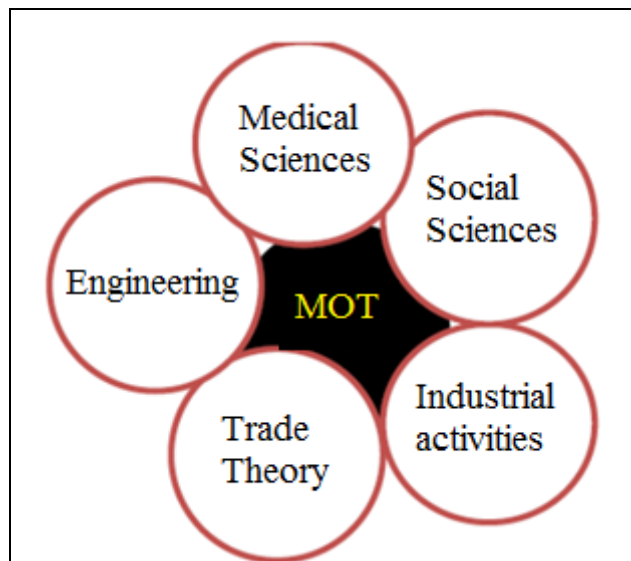 Medical
Sciences
Social
Sciences
Engineering
MOT
Industrial
activities
Trade
Theory